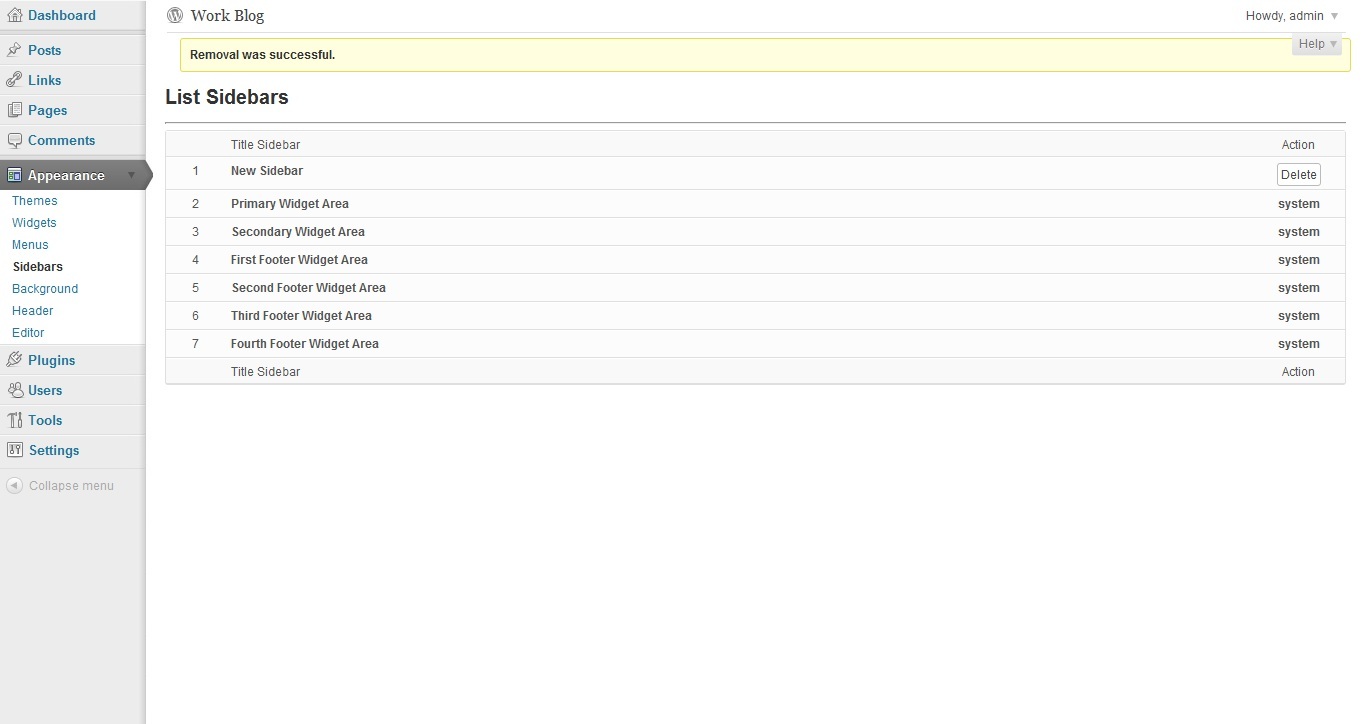 Dashboard
Posts
Links
Pages
Comments
Appearance
Themes
Widgets
Menus
Sidebars
Background
Header
Editor
Plugins
Users
Tools
Settings
Collapse menu
Work Blog
Howdy, admin
Help
Removal was successful.
List Sidebars
Title Sidebar Action
1 New Sidebar Delete
2 Primary Widget Area system
3 Secondary Widget Area system
4 First Footer Widget Area system
5 Second Footer Widget Area system
6 Third Footer Widget Area system
7 Fourth Footer Widget Area system
Title Sidebar Action